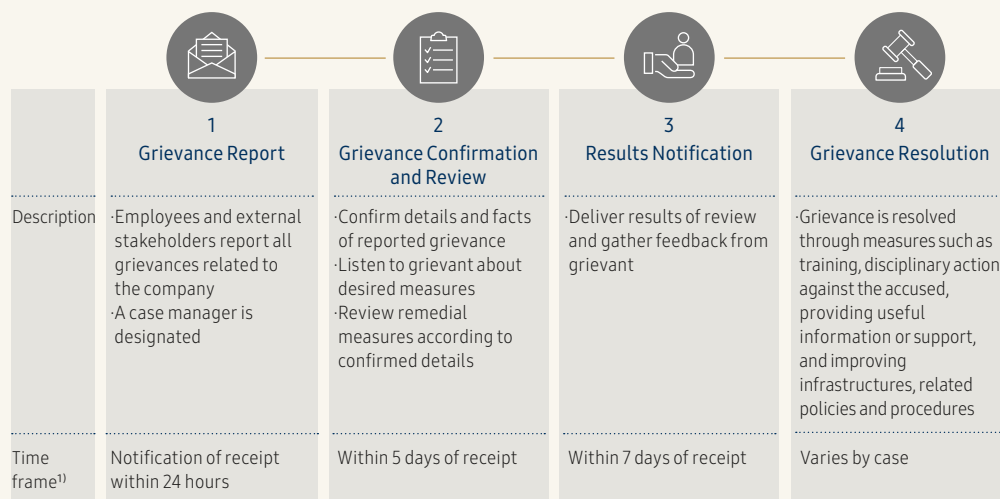 1
Grievance Report
2
Grievance Confirmation
and Review
3
Results Notification
4
Grievance Resolution
Description
·Employees and external
stakeholders report all
grievances related to
the company
·A case manager is
designated
·Confirm details and facts
of reported grievance
·Listen to grievant about
desired measures
·Review remedial
measures according to
confirmed details
·Deliver results of review
and gather feedback from
grievant
·Grievance is resolved
through measures such as
training, disciplinary action
against the accused,
providing useful
information or support,
and improving
infrastructures, related
policies and procedures
Time
frame¹⁾
Notification of receipt
within 24 hours
Within 5 days of receipt
Within 7 days of receipt
Varies by case